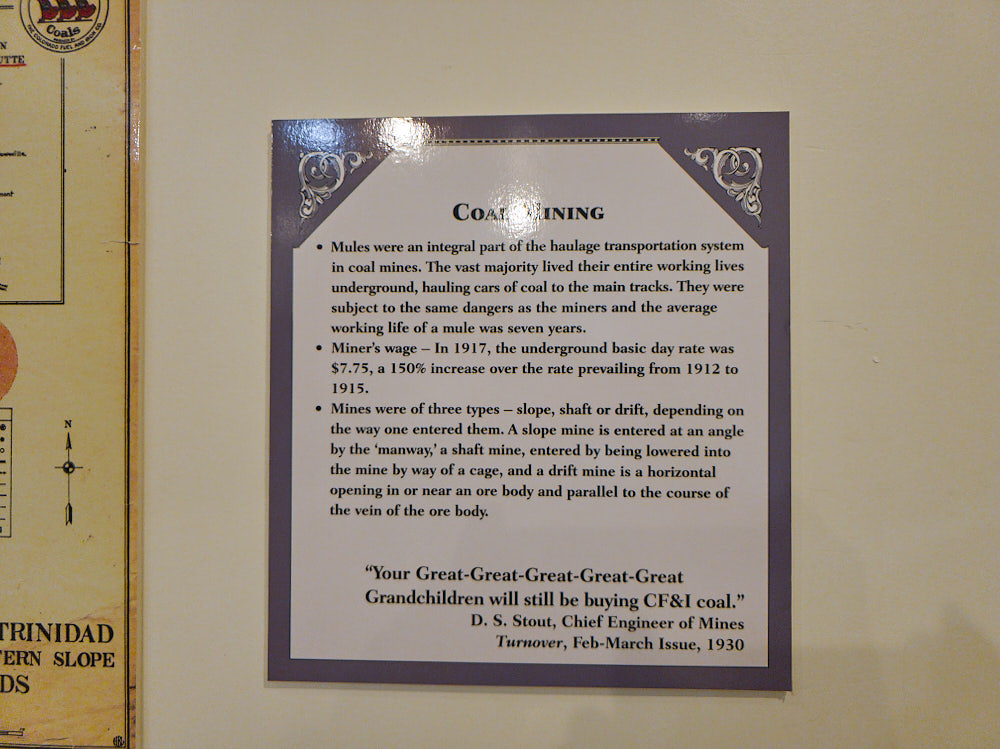 Coals
THE COLORADO FUEL AND IRON CO.
N
UTTE
N
TRINIDAD
TERN SLOPE
DS
COAL MINING
• Mules were an integral part of the haulage transportation system
in coal mines. The vast majority lived their entire working lives
underground, hauling cars of coal to the main tracks. They were
subject to the same dangers as the miners and the average
working life of a mule was seven years.
• Miner's wage – In 1917, the underground basic day rate was
$7.75, a 150% increase over the rate prevailing from 1912 to
1915.
• Mines were of three types – slope, shaft or drift, depending on
the way one entered them. A slope mine is entered at an angle
by the 'manway,' a shaft mine, entered by being lowered into
the mine by way of a cage, and a drift mine is a horizontal
opening in or near an ore body and parallel to the course of
the vein of the ore body.
"Your Great-Great-Great-Great-Great
Grandchildren will still be buying CF&I coal."
D. S. Stout, Chief Engineer of Mines
Turnover, Feb-March Issue, 1930